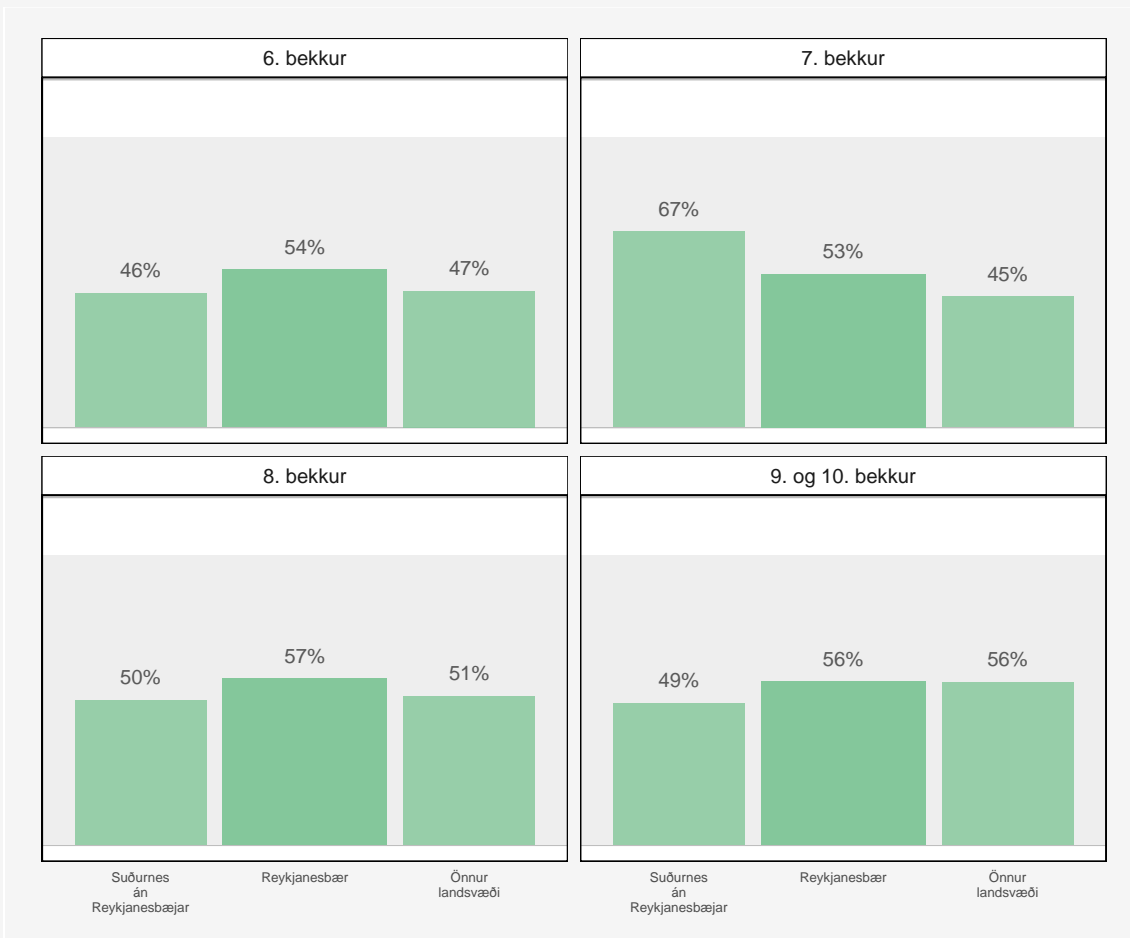 6. bekkur
7. bekkur
46%
54%
47%
67%
53%
45%
8. bekkur
9. og 10. bekkur
50%
57%
51%
49%
56%
56%
Suðurnes
án
Reykjanesbæjar
Reykjanesbær
Önnur
landsvæði
Suðurnes
án
Reykjanesbæjar
Reykjanesbær
Önnur
landsvæði